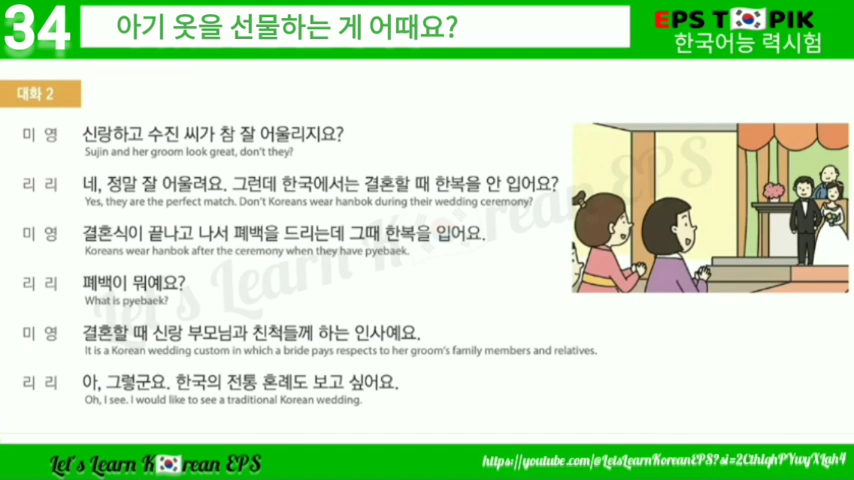 34 아기 옷을 선물하는 게 어때요?
EPS TOPIK
한국어능 력시험
대화 2
미 영 신랑하고 수진 씨가 참 잘 어울리지요?
Sujin and her groom look great, don't they?
리 리 네, 정말 잘 어울려요. 그런데 한국에서는 결혼할 때 한복을 안 입어요?
Yes, they are the perfect match. Don't Koreans wear hanbok during their wedding ceremony?
미 영 결혼식이 끝나고 나서 폐백을 드리는데 그때 한복을 입어요.
Koreans wear hanbok after the ceremony when they have pyebaek.
리 리 폐백이 뭐예요?
What is pyebaek?
미 영 결혼할 때 신랑 부모님과 친척들께 하는 인사예요.
It is a Korean wedding custom in which a bride pays respects to her groom's family members and relatives.
리 리 아, 그렇군요. 한국의 전통 혼례도 보고 싶어요.
Oh, I see. I would like to see a traditional Korean wedding.
Let's Learn Korean EPS
Let's Learn Korean EPS